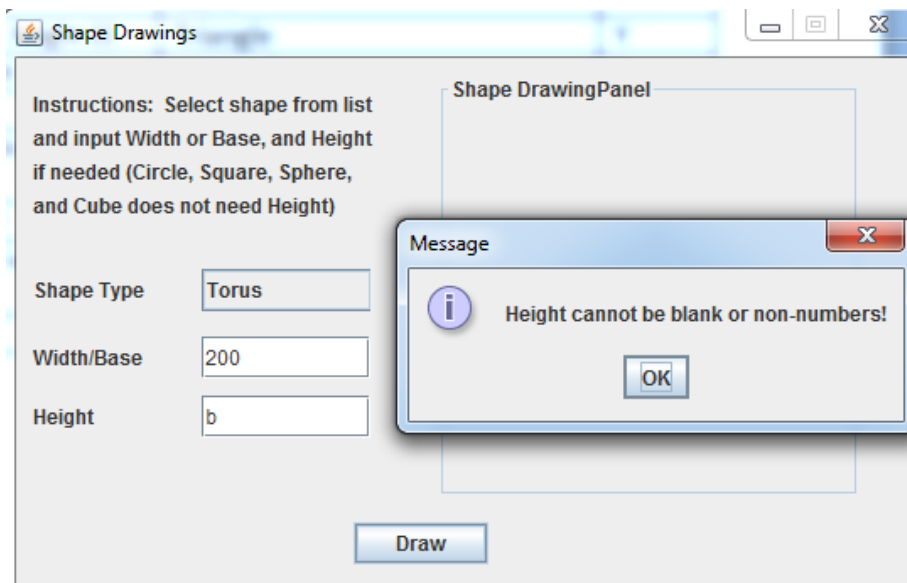 Shape Drawings
Instructions:  Select shape from list
and input Width or Base, and Height
if needed (Circle, Square, Sphere,
and Cube does not need Height)
Shape DrawingPanel
Message
Height cannot be blank or non-numbers!
OK
Shape Type
Torus
Width/Base
200
Height
b
Draw